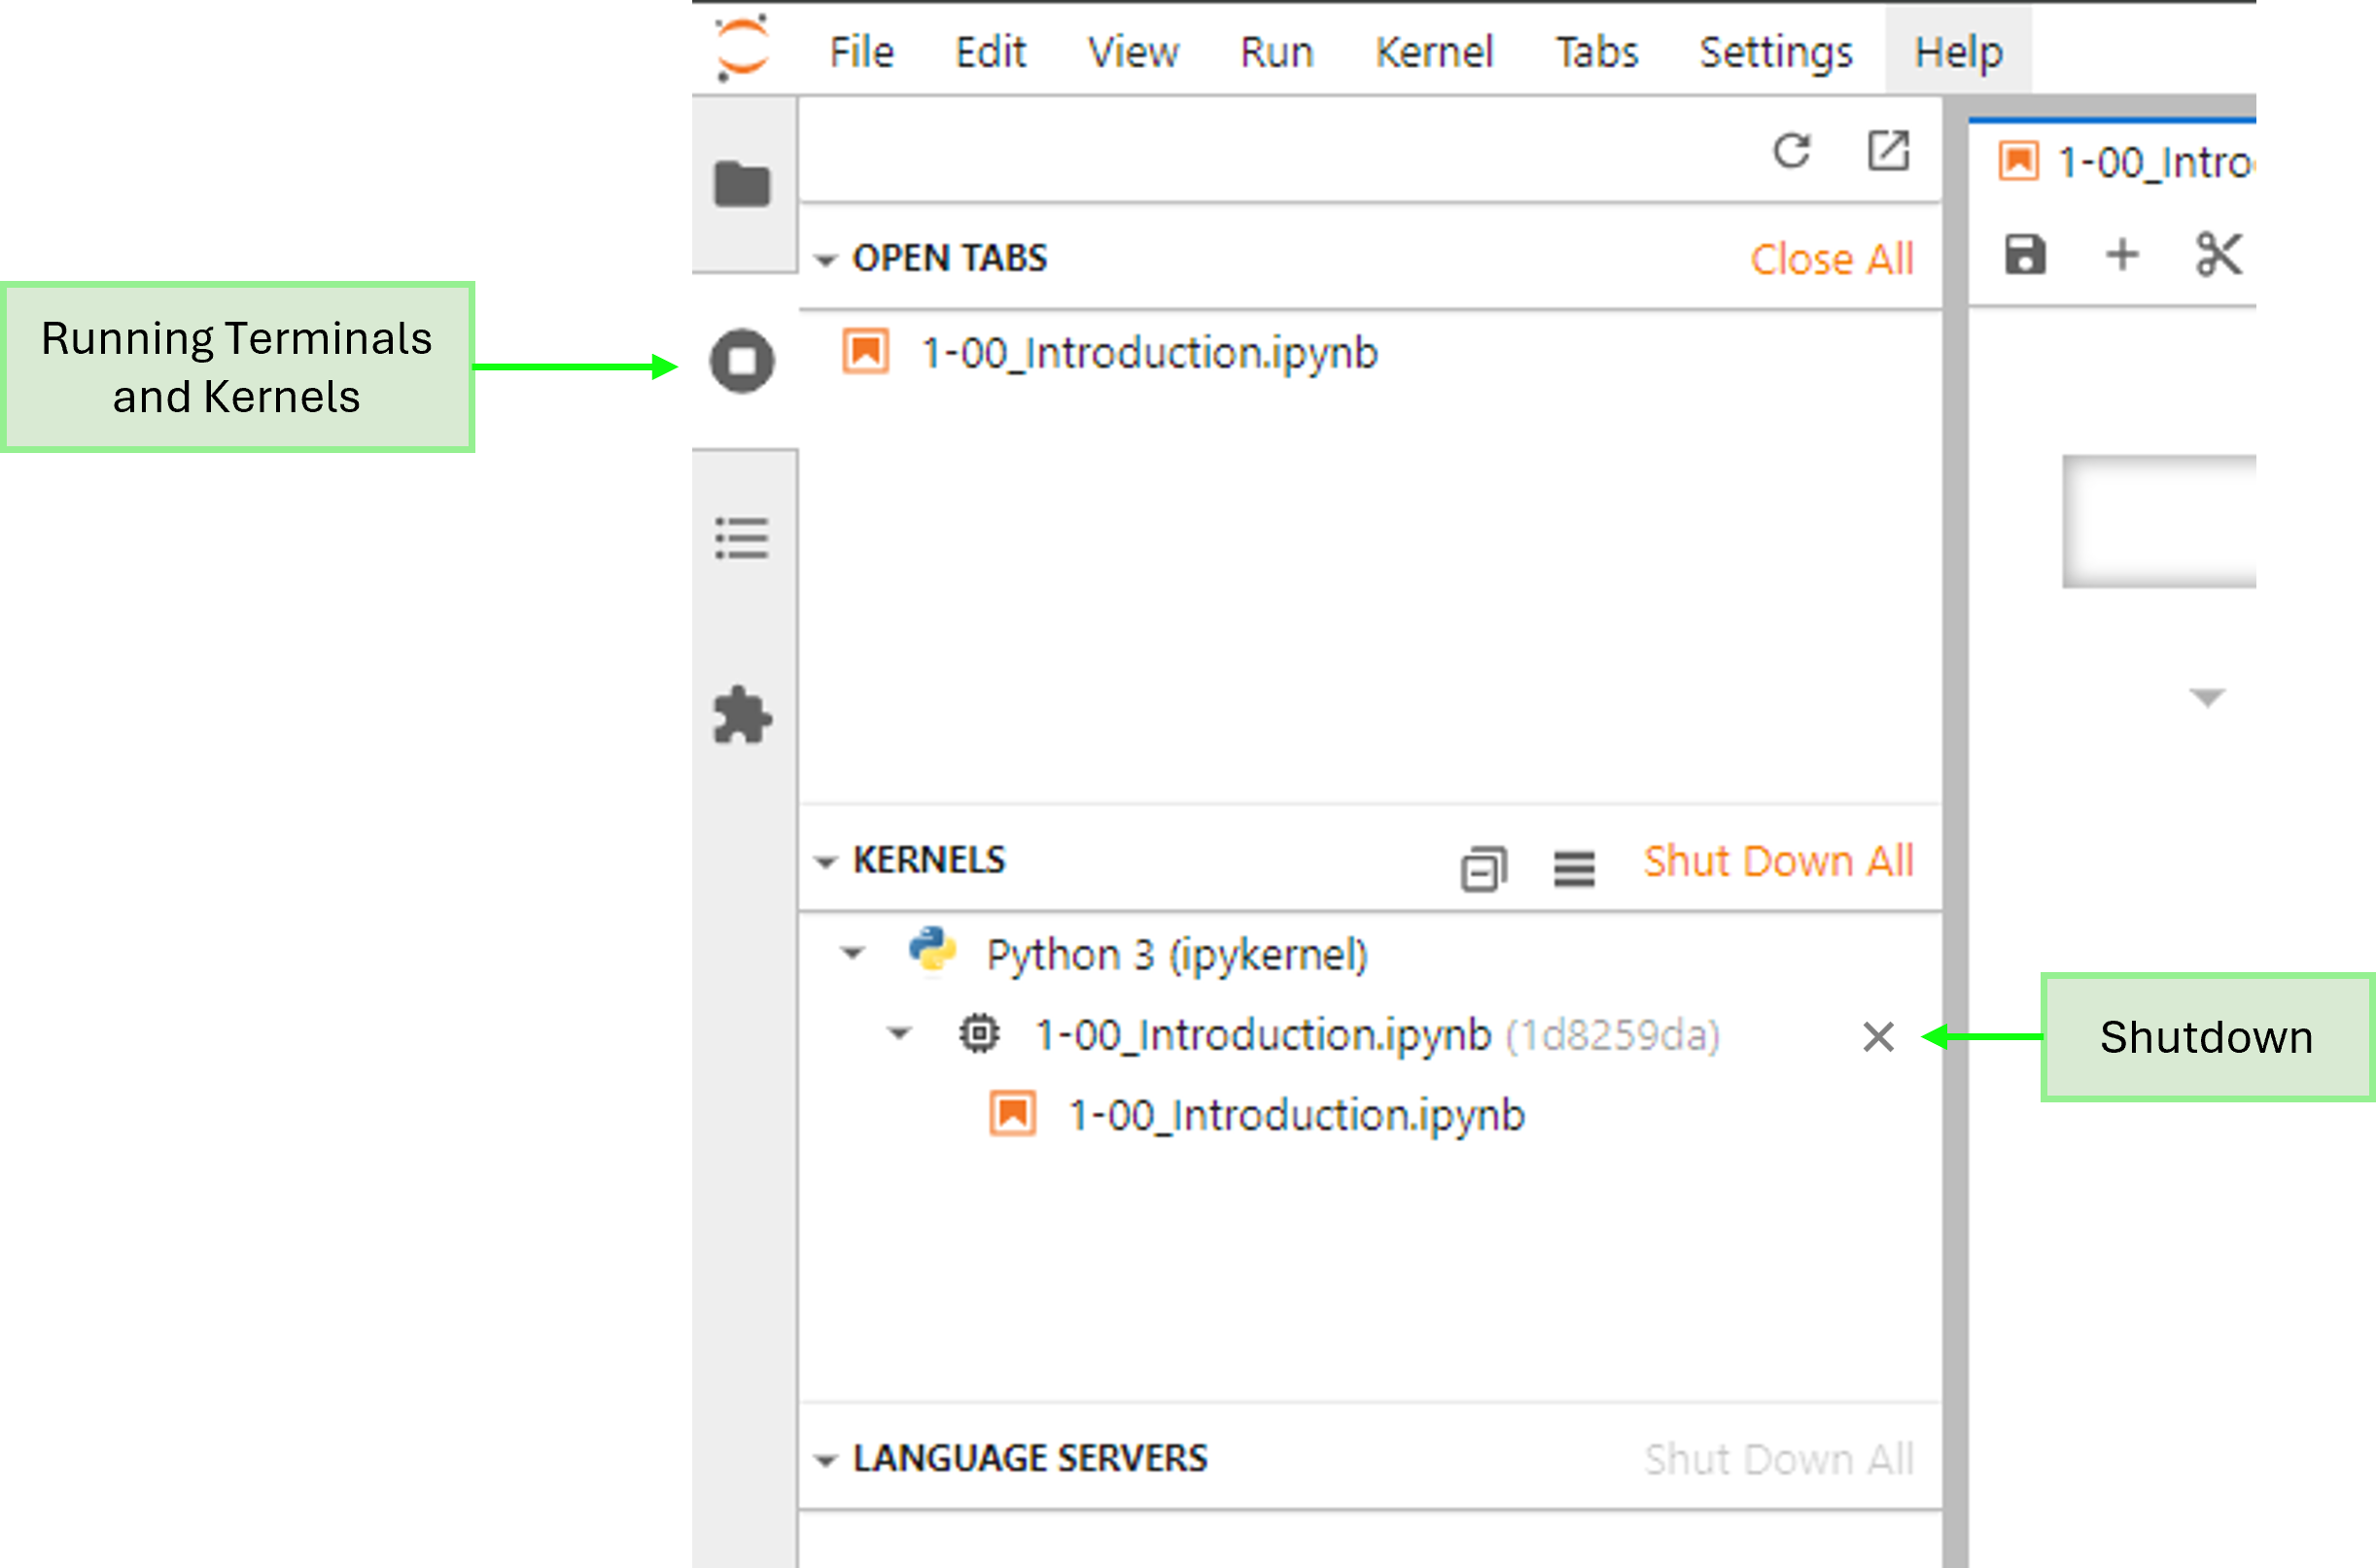 File Edit View Run Kernel Tabs Settings Help
1-00_Intro
OPEN TABS Close All
Running Terminals
and Kernels
1-00_Introduction.ipynb
KERNELS Shut Down All
Python 3 (ipykernel)
1-00_Introduction.ipynb (1d8259da)
Shutdown
1-00_Introduction.ipynb
LANGUAGE SERVERS Shut Down All